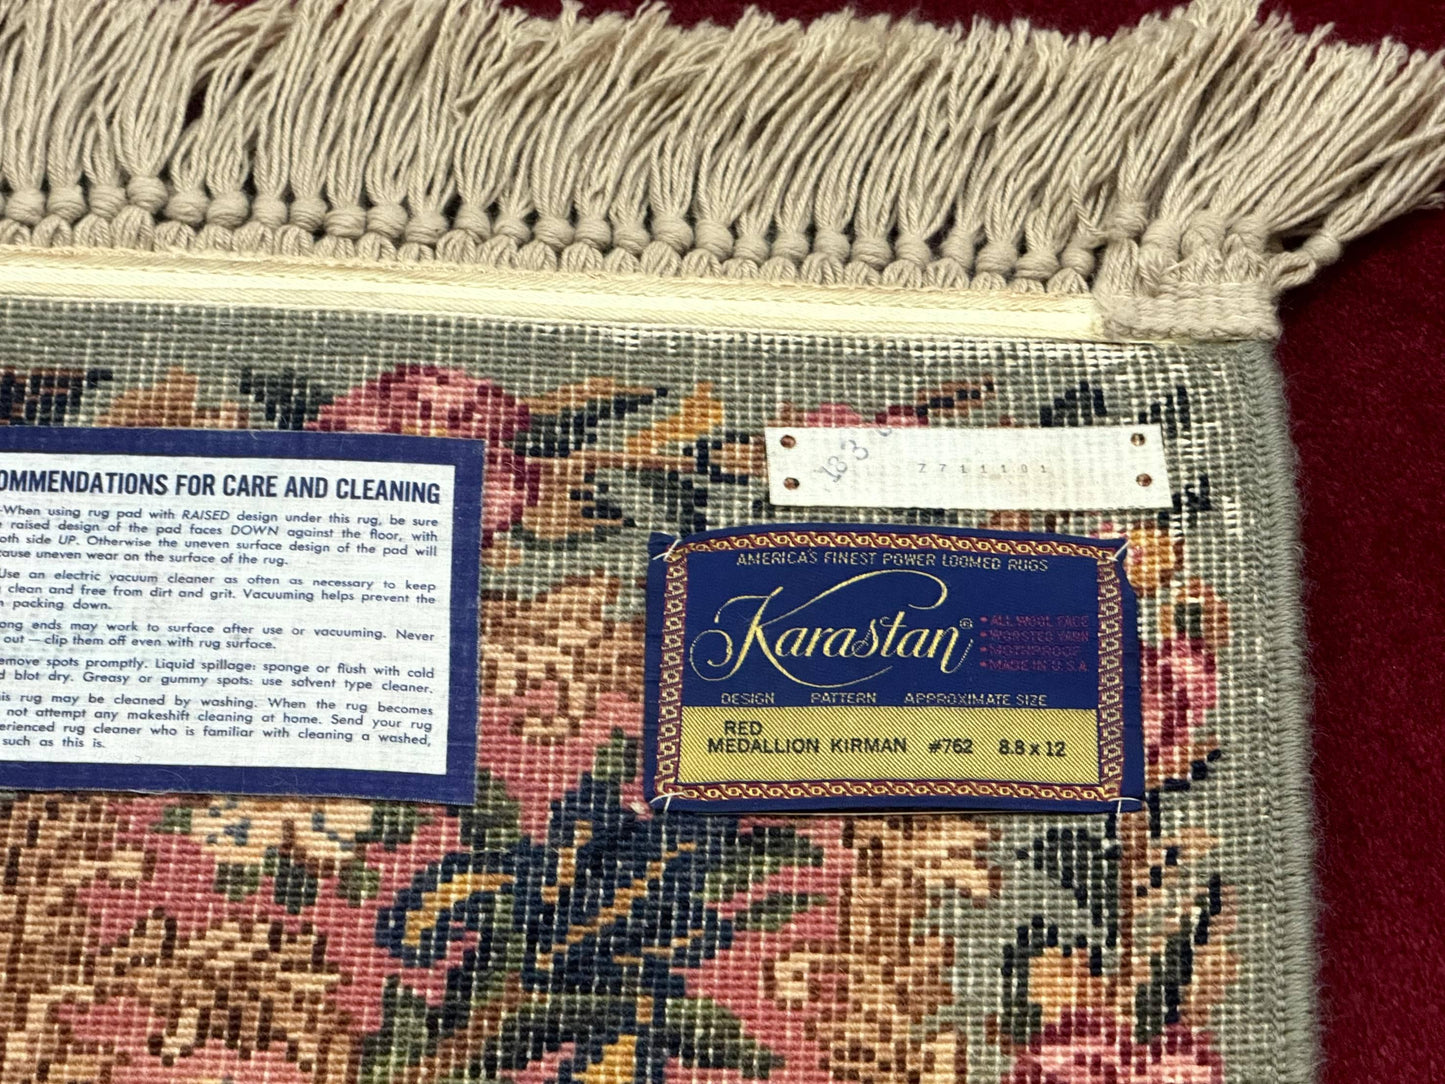 OMMENDATIONS FOR CARE AND CLEANING
-When using rug pad with RAISED design under this rug, be sure
raised design of the pad faces DOWN against the floor, with
oth side UP. Otherwise the uneven surface design of the pad will
ause uneven wear on the surface of the rug.
Use an electric vacuum cleaner as often as necessary to keep
clean and free from dirt and grit. Vacuuming helps prevent the
packing down.
ong ends may work to surface after use or vacuuming. Never
out — clip them off even with rug surface.
emove spots promptly. Liquid spillage: sponge or flush with cold
d blot dry. Greasy or gummy spots: use solvent type cleaner.
is rug may be cleaned by washing. When the rug becomes
not attempt any makeshift cleaning at home. Send your rug
erienced rug cleaner who is familiar with cleaning a washed,
such as this is.
7711101
AMERICA'S FINEST POWER LOOMED RUGS
Karastan®
• ALL WOOL FACE
• WORSTED YARN
• MOTHPROOF
• MADE IN U.S.A
DESIGN PATTERN APPROXIMATE SIZE
RED
MEDALLION KIRMAN #762 8.8 x 12